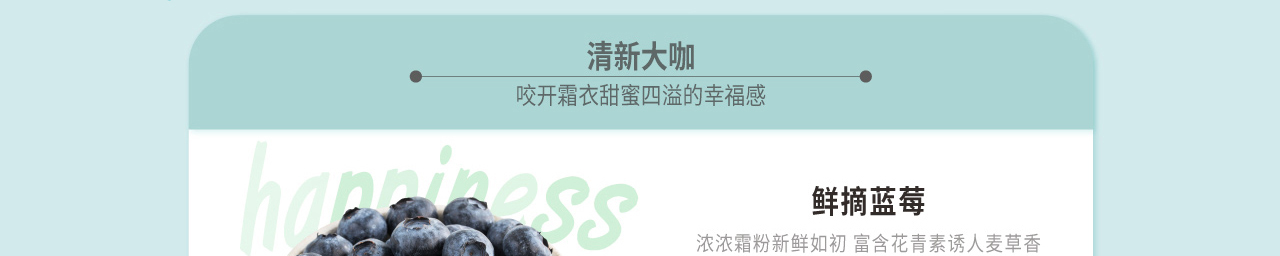 清新大咖
咬开霜衣甜蜜四溢的幸福感
happiness
鲜摘蓝莓
浓浓霜粉新鲜如初 富含花青素诱人麦草香